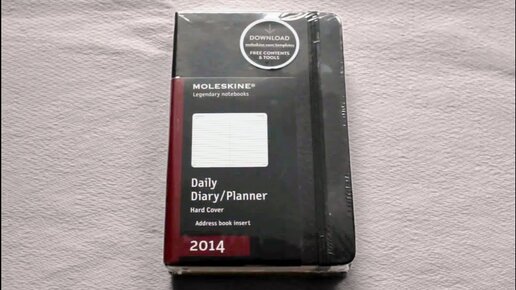 DOWNLOAD
moleskine.com/templates
FREE CONTENTS
& TOOLS
MOLESKINE®
Legendary notebooks
Daily
Diary/Planner
Hard Cover
Address book insert
2014